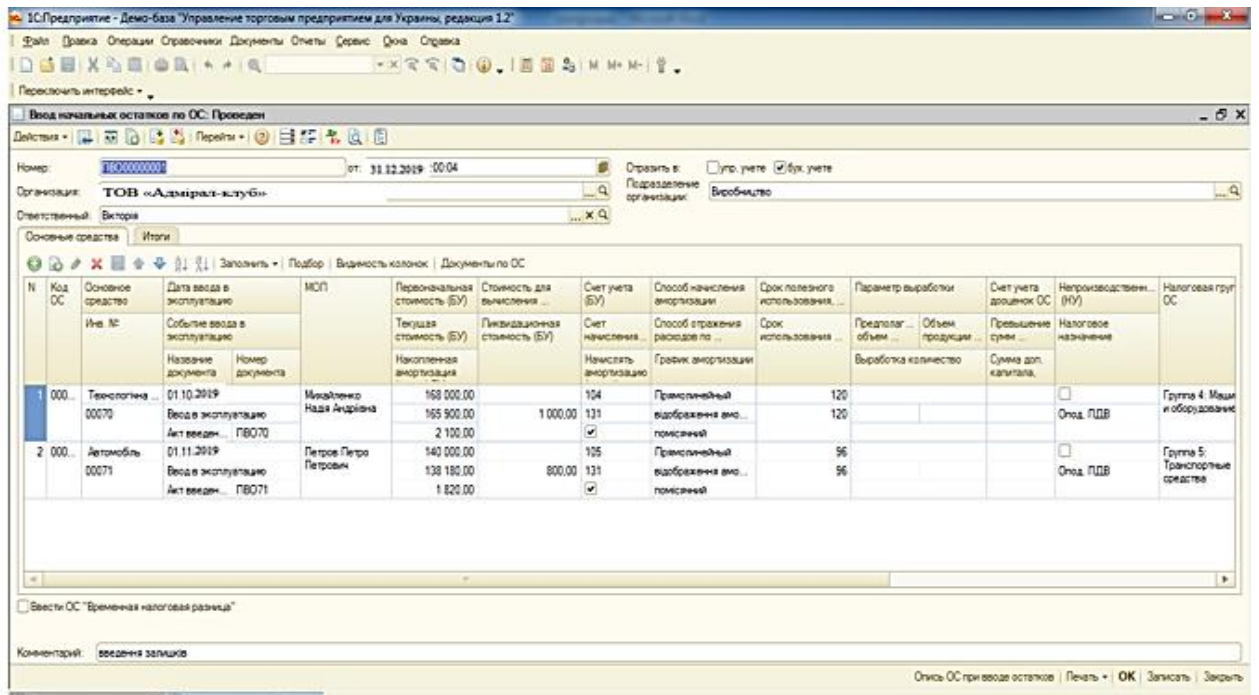 1С:Предприятие - Демо-база "Управление торговым предприятием для Украины, редакция 1.2"
Файл Правка Операции Справочники Документы Отчеты Сервис Окна Справка
M M+ M-
Переключить интерфейс
Ввод начальных остатков по ОС: Проведен
Действия Перейти
Номер: ПВО00000001 от: 31.12.2019 :00:04 Отразить в: упр. учете бух. учете
Организация: ТОВ «Адмірал-клуб» Подразделение организации: Виробництво
Ответственный: Вікторія
Основные средства Итоги
Заполнить Подбор Видимость колонок Документы по ОС
N Код ОС Основное средство Дата ввода в эксплуатацию МОЛ Первоначальная стоимость (БУ) Стоимость для вычисления ... Счет учета (БУ) Способ начисления амортизации Срок полезного использования, ... Параметр выработки Счет учета дооценок ОС Непроизводственн... (НУ) Налоговая груп ОС
Инв. № Событие ввода в эксплуатацию Текущая стоимость (БУ) Ликвидационная стоимость (БУ) Счет начисления... Способ отражения расходов по ... Срок использования ... Предполаг... объем ... Объем продукции ... Превышение сумм ... Налоговое назначение
Название документа Номер документа Накопленная амортизация Начислять амортизацию График амортизации Выработка количество Сумма доп. капитала,
1 000... Технологічна ... 01.10.2019 Михайленко Надія Андріївна 168 000,00 104 Прямолинейный 120 Группа 4: Маши и оборудование
00070 Ввод в эксплуатацию 165 900,00 1 000,00 131 відображення амо... 120 Опод. ПДВ
Акт введен... ПВО70 2 100,00 помісячний
2 000... Автомобіль 01.11.2019 Петров Петро Петрович 140 000,00 105 Прямолинейный 96 Группа 5: Транспортные средства
00071 Ввод в эксплуатацию 138 180,00 800,00 131 відображення амо... 96 Опод. ПДВ
Акт введен... ПВО71 1 820,00 помісячний
Ввести ОС "Временная налоговая разница"
Комментарий: введення залишків
Опись ОС при вводе остатков Печать OK Записать Закрыть